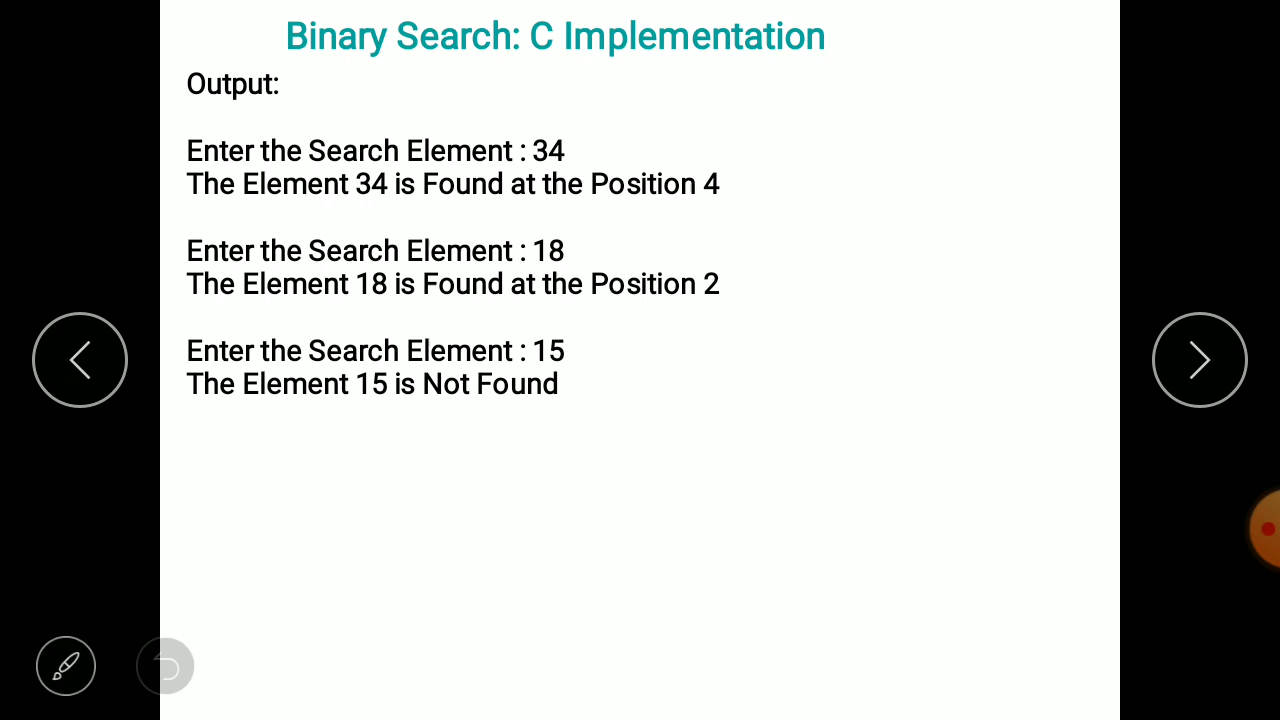 Binary Search: C Implementation
Output:
Enter the Search Element : 34
The Element 34 is Found at the Position 4
Enter the Search Element : 18
The Element 18 is Found at the Position 2
Enter the Search Element : 15
The Element 15 is Not Found